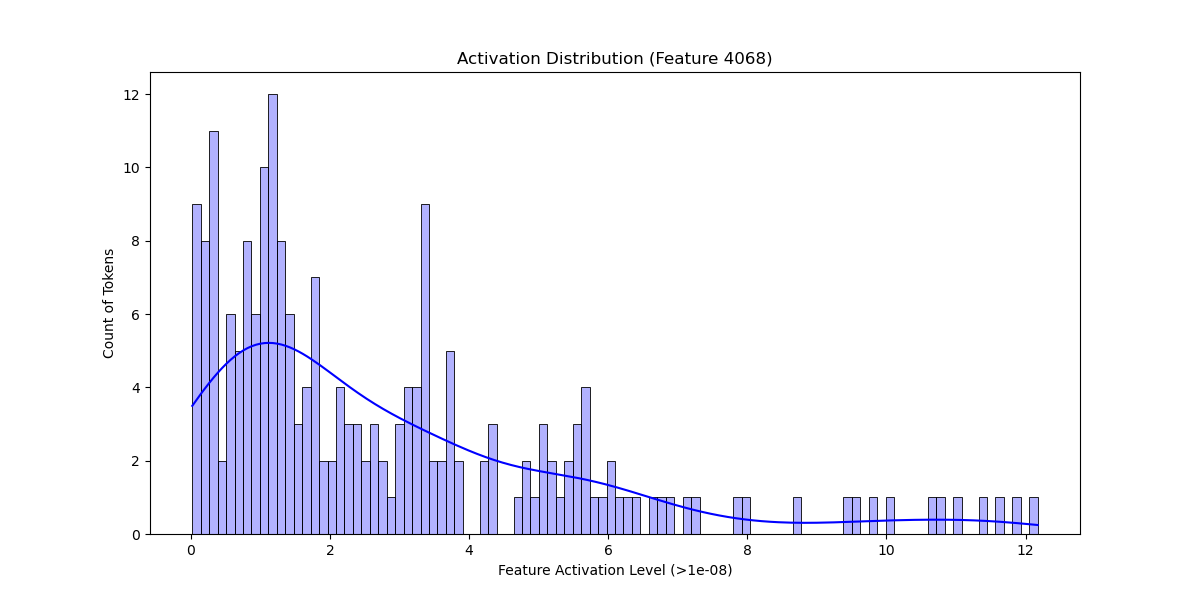 Activation Distribution (Feature 4068)
12
10
8
6
4
2
0
Count of Tokens
0 2 4 6 8 10 12
Feature Activation Level (>1e-08)